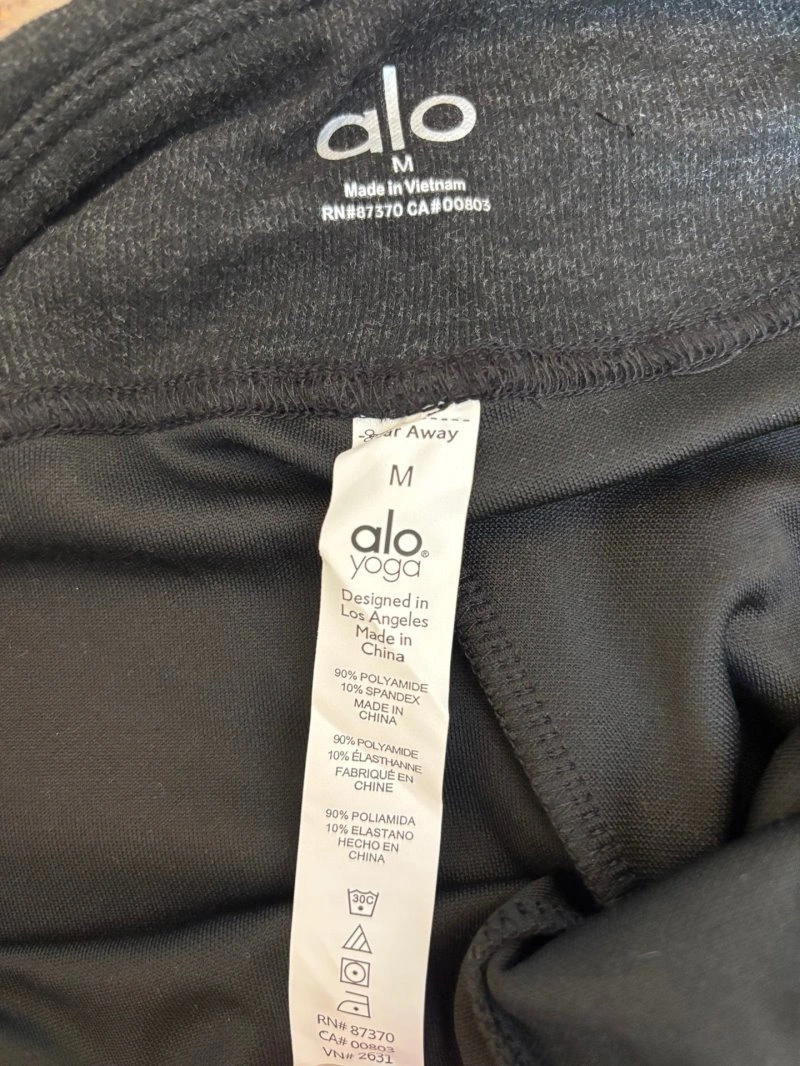 alo
M
Made in Vietnam
RN#87370 CA#00803
Away
M
alo®
yoga
Designed in
Los Angeles
Made in
China
90% POLYAMIDE
10% SPANDEX
MADE IN
CHINA
90% POLYAMIDE
10% ÉLASTHANNE
FABRIQUÉ EN
CHINE
90% POLIAMIDA
10% ELASTANO
HECHO EN
CHINA
30C
RN# 87370
CA# 00803
VN# 2631